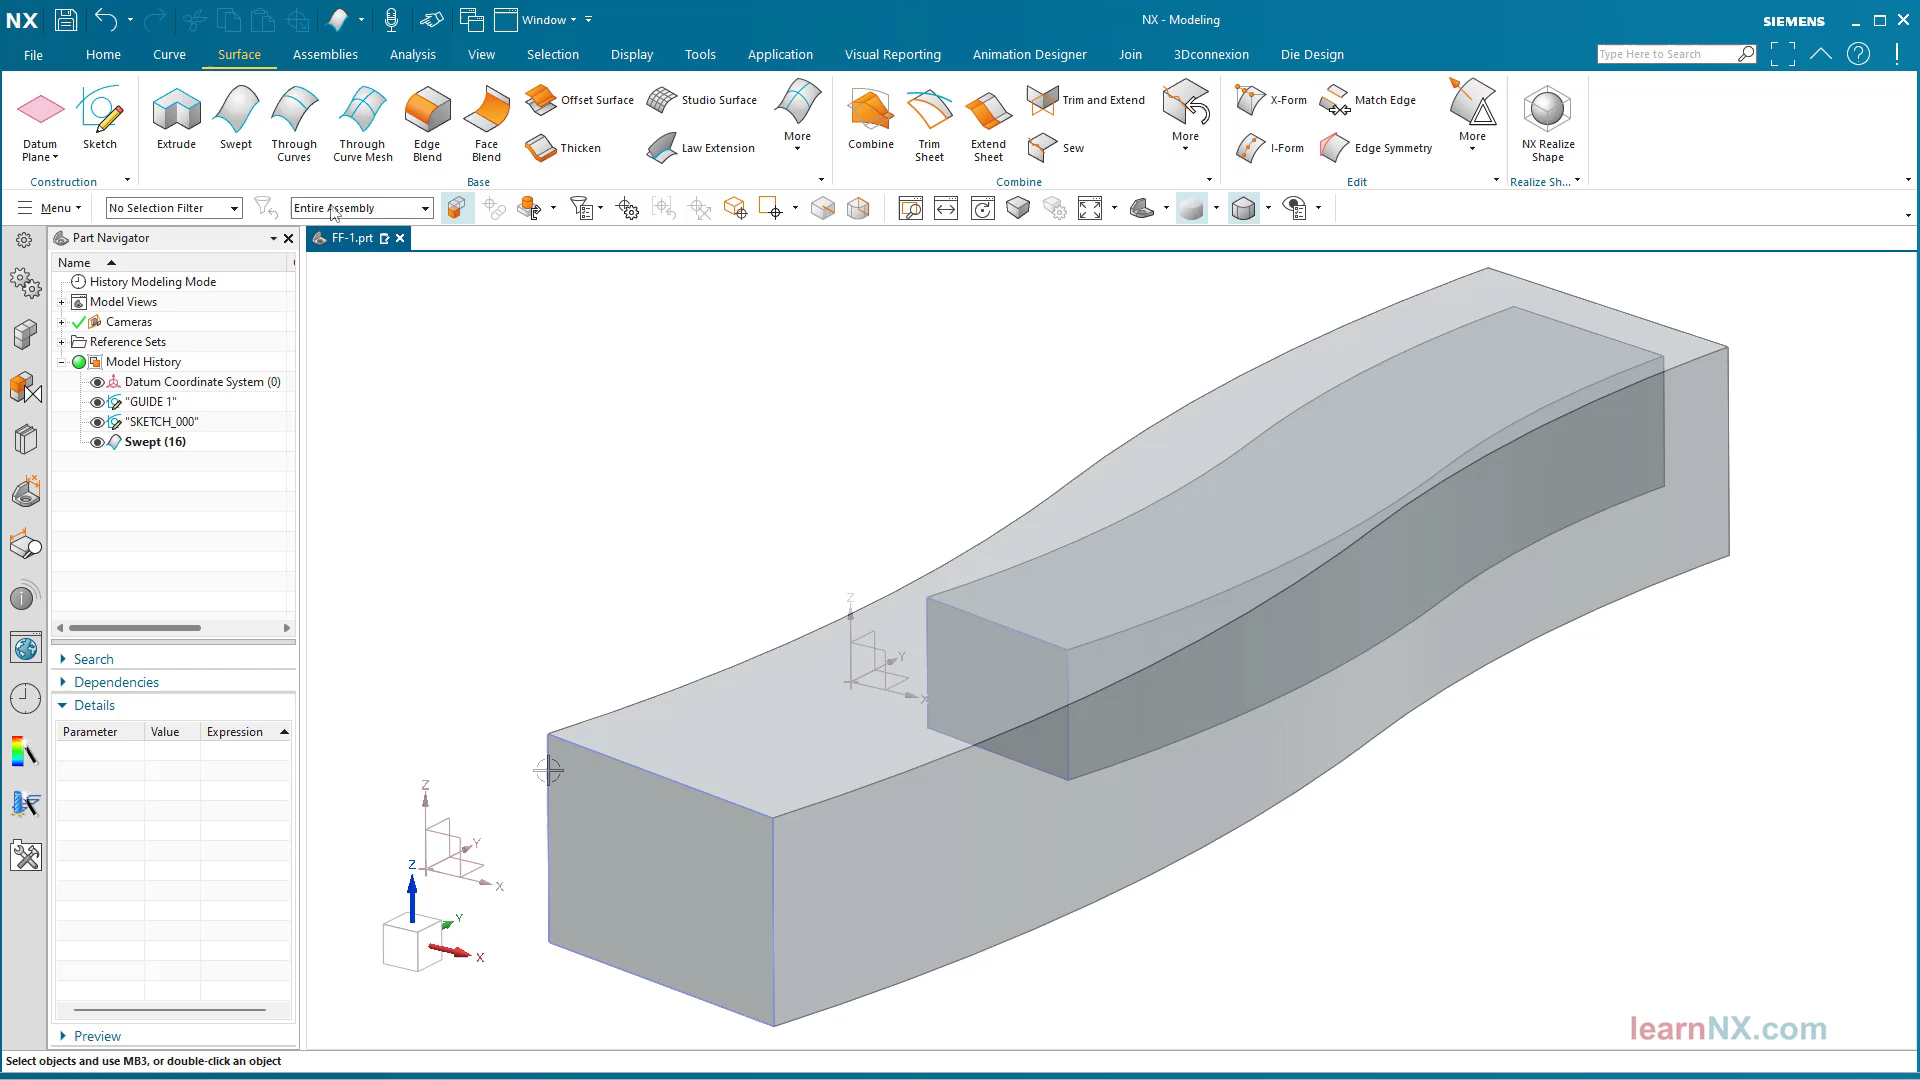 NX
Window
NX - Modeling
SIEMENS
File
Home
Curve
Surface
Assemblies
Analysis
View
Selection
Display
Tools
Application
Visual Reporting
Animation Designer
Join
3Dconnexion
Die Design
Type Here to Search
Datum Plane
Sketch
Extrude
Swept
Through Curves
Through Curve Mesh
Edge Blend
Face Blend
Offset Surface
Thicken
Studio Surface
Law Extension
More
Combine
Trim Sheet
Extend Sheet
Trim and Extend
Sew
More
X-Form
I-Form
Match Edge
Edge Symmetry
More
NX Realize Shape
Construction
Base
Combine
Edit
Realize Sh...
Menu
No Selection Filter
Entire Assembly
Part Navigator
FF-1.prt
Name
History Modeling Mode
Model Views
Cameras
Reference Sets
Model History
Datum Coordinate System (0)
"GUIDE 1"
"SKETCH_000"
Swept (16)
Search
Dependencies
Details
Parameter
Value
Expression
Preview
Z
Y
X
Z
Y
X
Z
Y
X
learnNX.com
Select objects and use MB3, or double-click an object